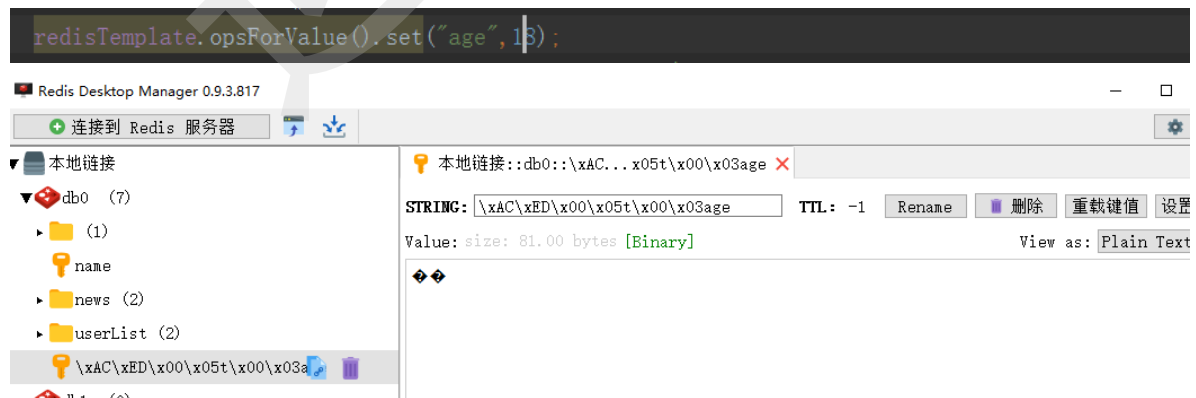 redisTemplate.opsForValue().set("age",18);
Redis Desktop Manager 0.9.3.817
连接到 Redis 服务器
本地链接
本地链接::db0::\xAC...x05t\x00\x03age
db0 (7)
STRING: \xAC\xED\x00\x05t\x00\x03age TTL: -1 Rename 删除 重载键值 设置
(1)
Value: size: 81.00 bytes [Binary] View as: Plain Text
name
��
news (2)
userList (2)
\xAC\xED\x00\x05t\x00\x03a